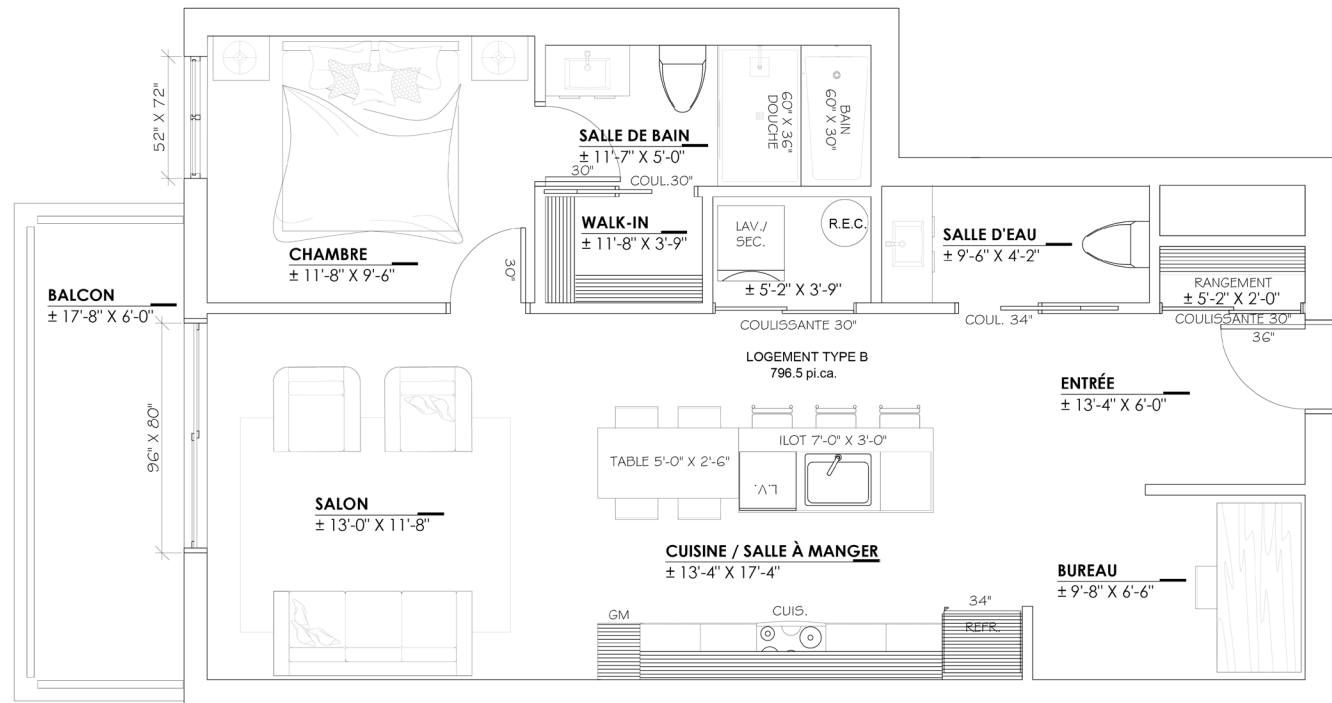 52" X 72"
SALLE DE BAIN
± 11'-7" X 5'-0"
30"
COUL.30"
60" X 36"
DOUCHE
BAIN
60" X 30"
WALK-IN
± 11'-8" X 3'-9"
LAV./
SEC.
R.E.C.
± 5'-2" X 3'-9"
COULISSANTE 30"
SALLE D'EAU
± 9'-6" X 4'-2"
COUL. 34"
RANGEMENT
± 5'-2" X 2'-0"
COULISSANTE 30"
36"
CHAMBRE
± 11'-8" X 9'-6"
30"
BALCON
± 17'-8" X 6'-0"
96" X 80"
LOGEMENT TYPE B
796.5 pi.ca.
ENTRÉE
± 13'-4" X 6'-0"
ILOT 7'-0" X 3'-0"
TABLE 5'-0" X 2'-6"
L.V.
SALON
± 13'-0" X 11'-8"
CUISINE / SALLE À MANGER
± 13'-4" X 17'-4"
BUREAU
± 9'-8" X 6'-6"
GM
CUIS.
34"
REFR.